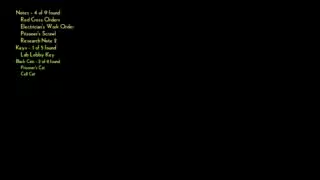 Notes - 4 of 9 found
Red Cross Orders
Electrician's Work Order
Prisoner's Scrawl
Research Note 2
Keys - 1 of 5 found
Lab Lobby Key
Black Cats - 2 of 6 found
Prisoner's Cat
Cell Cat